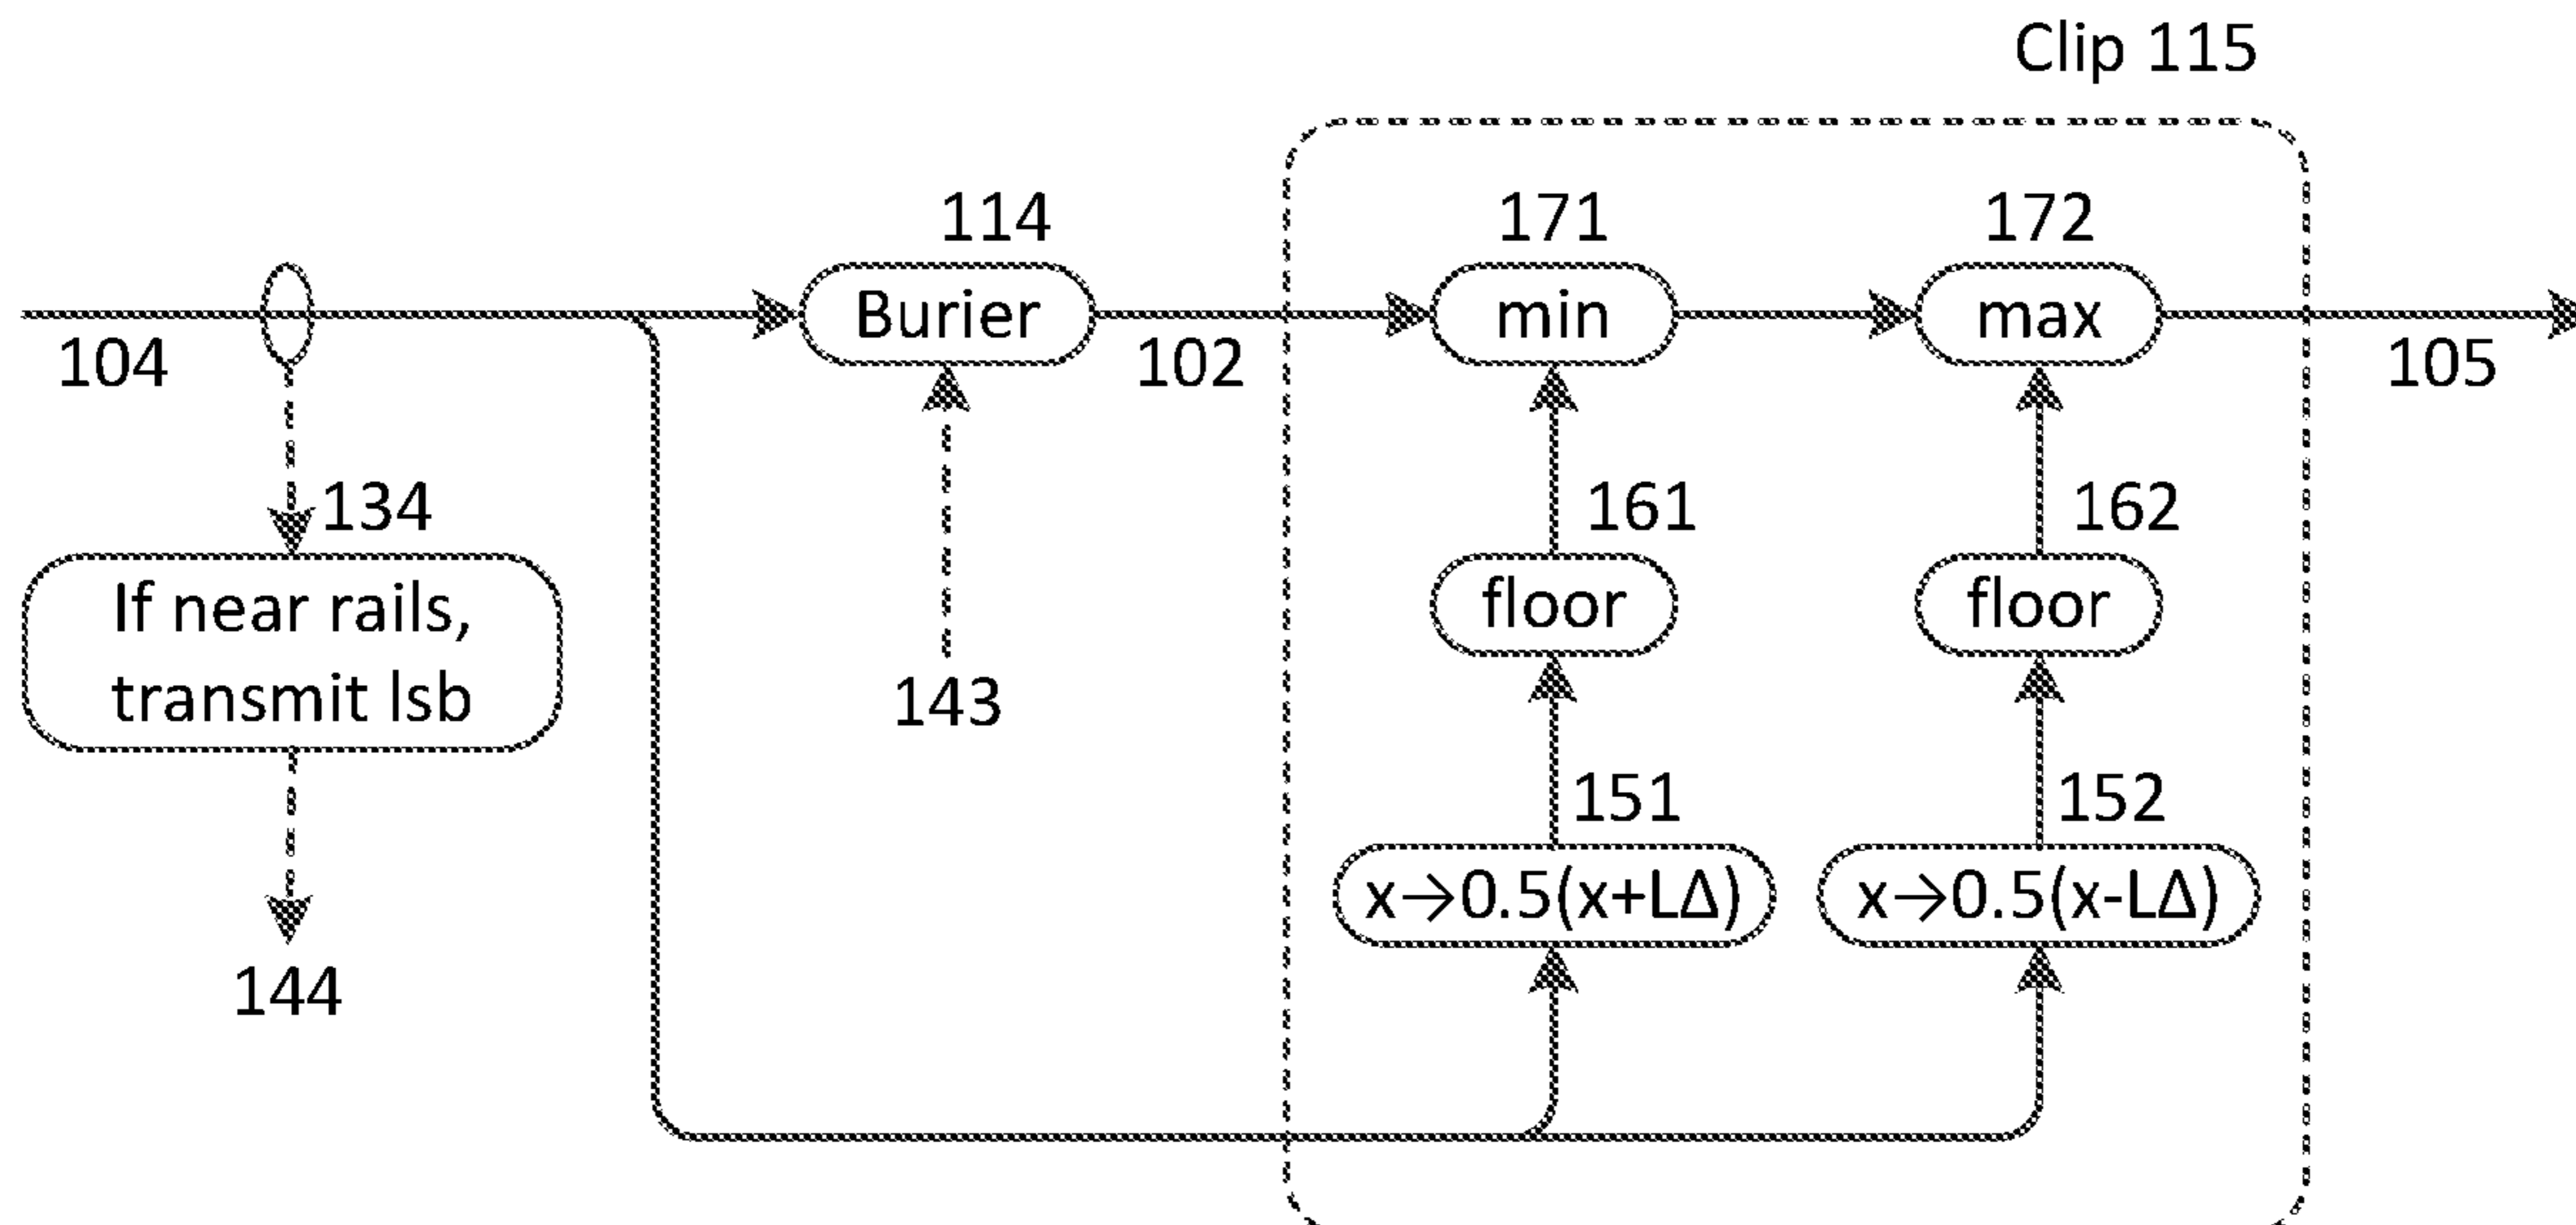 Clip 115
114
171
172
Burier
min
max
104
102
105
134
161
162
If near rails,
transmit lsb
floor
floor
143
151
152
x→0.5(x+LΔ)
x→0.5(x-LΔ)
144